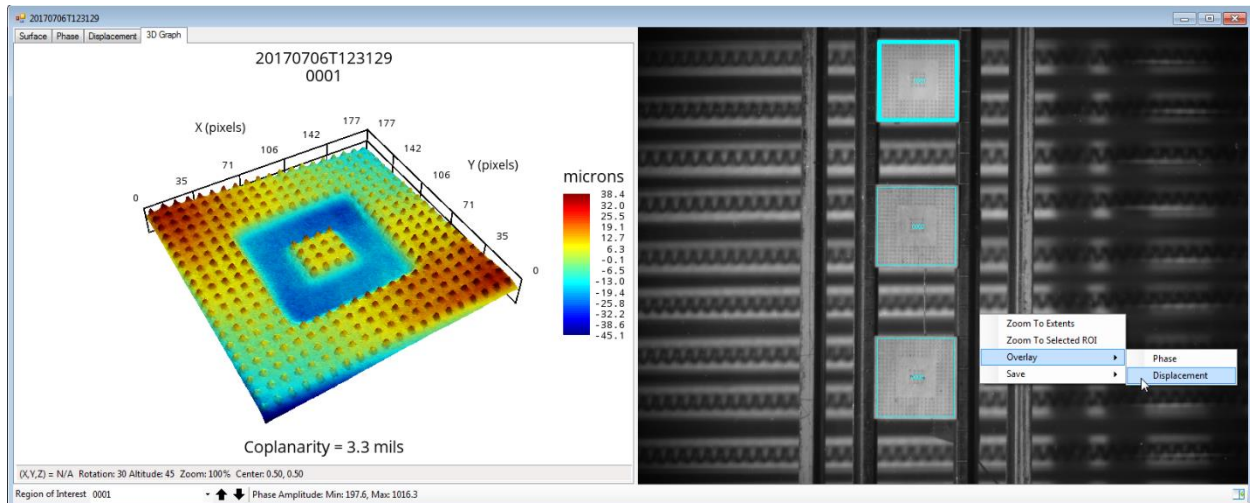 20170706T123129
Surface Phase Displacement 3D Graph
20170706T123129
0001
X (pixels)
0 35 71 106 142 177
Y (pixels)
177 142 106 71 35 0
microns
38.4
32.0
25.5
19.1
12.7
6.3
-0.1
-6.5
-13.0
-19.4
-25.8
-32.2
-38.6
-45.1
Coplanarity = 3.3 mils
(X,Y,Z) = N/A Rotation: 30 Altitude: 45 Zoom: 100% Center: 0.50, 0.50
Region of Interest 0001 Phase Amplitude: Min: 197.6, Max: 1016.3
Zoom To Extents
Zoom To Selected ROI
Overlay
Save
Phase
Displacement